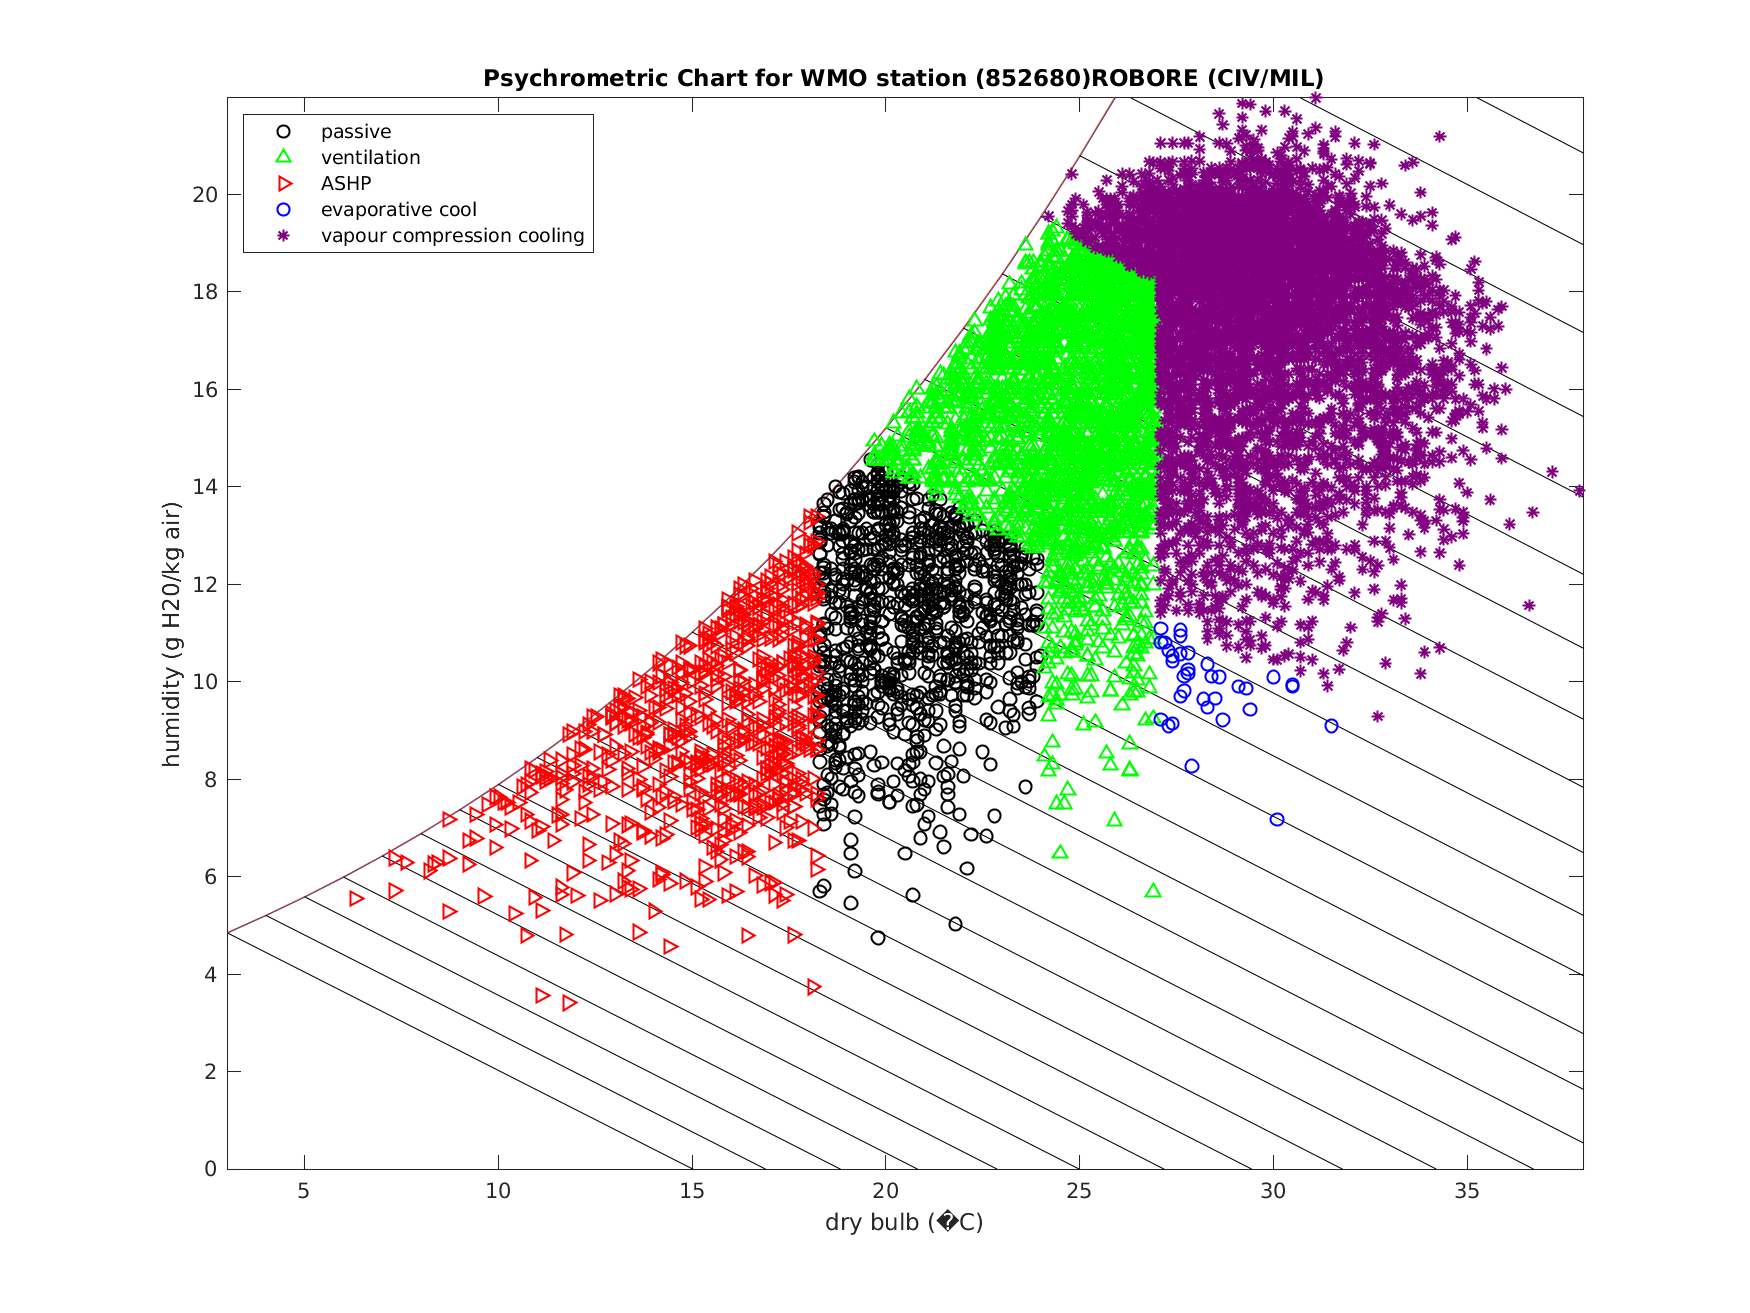 Psychrometric Chart for WMO station (852680)ROBORE (CIV/MIL)
passive
ventilation
ASHP
evaporative cool
vapour compression cooling
humidity (g H20/kg air)
20
18
16
14
12
10
8
6
4
2
0
5 10 15 20 25 30 35
dry bulb (�C)